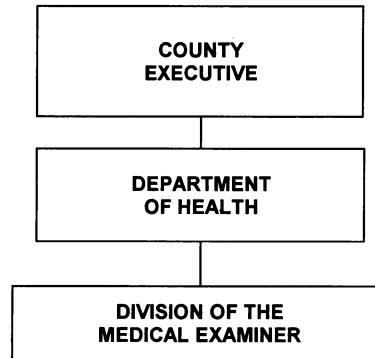 COUNTY
EXECUTIVE
DEPARTMENT
OF HEALTH
DIVISION OF THE
MEDICAL EXAMINER